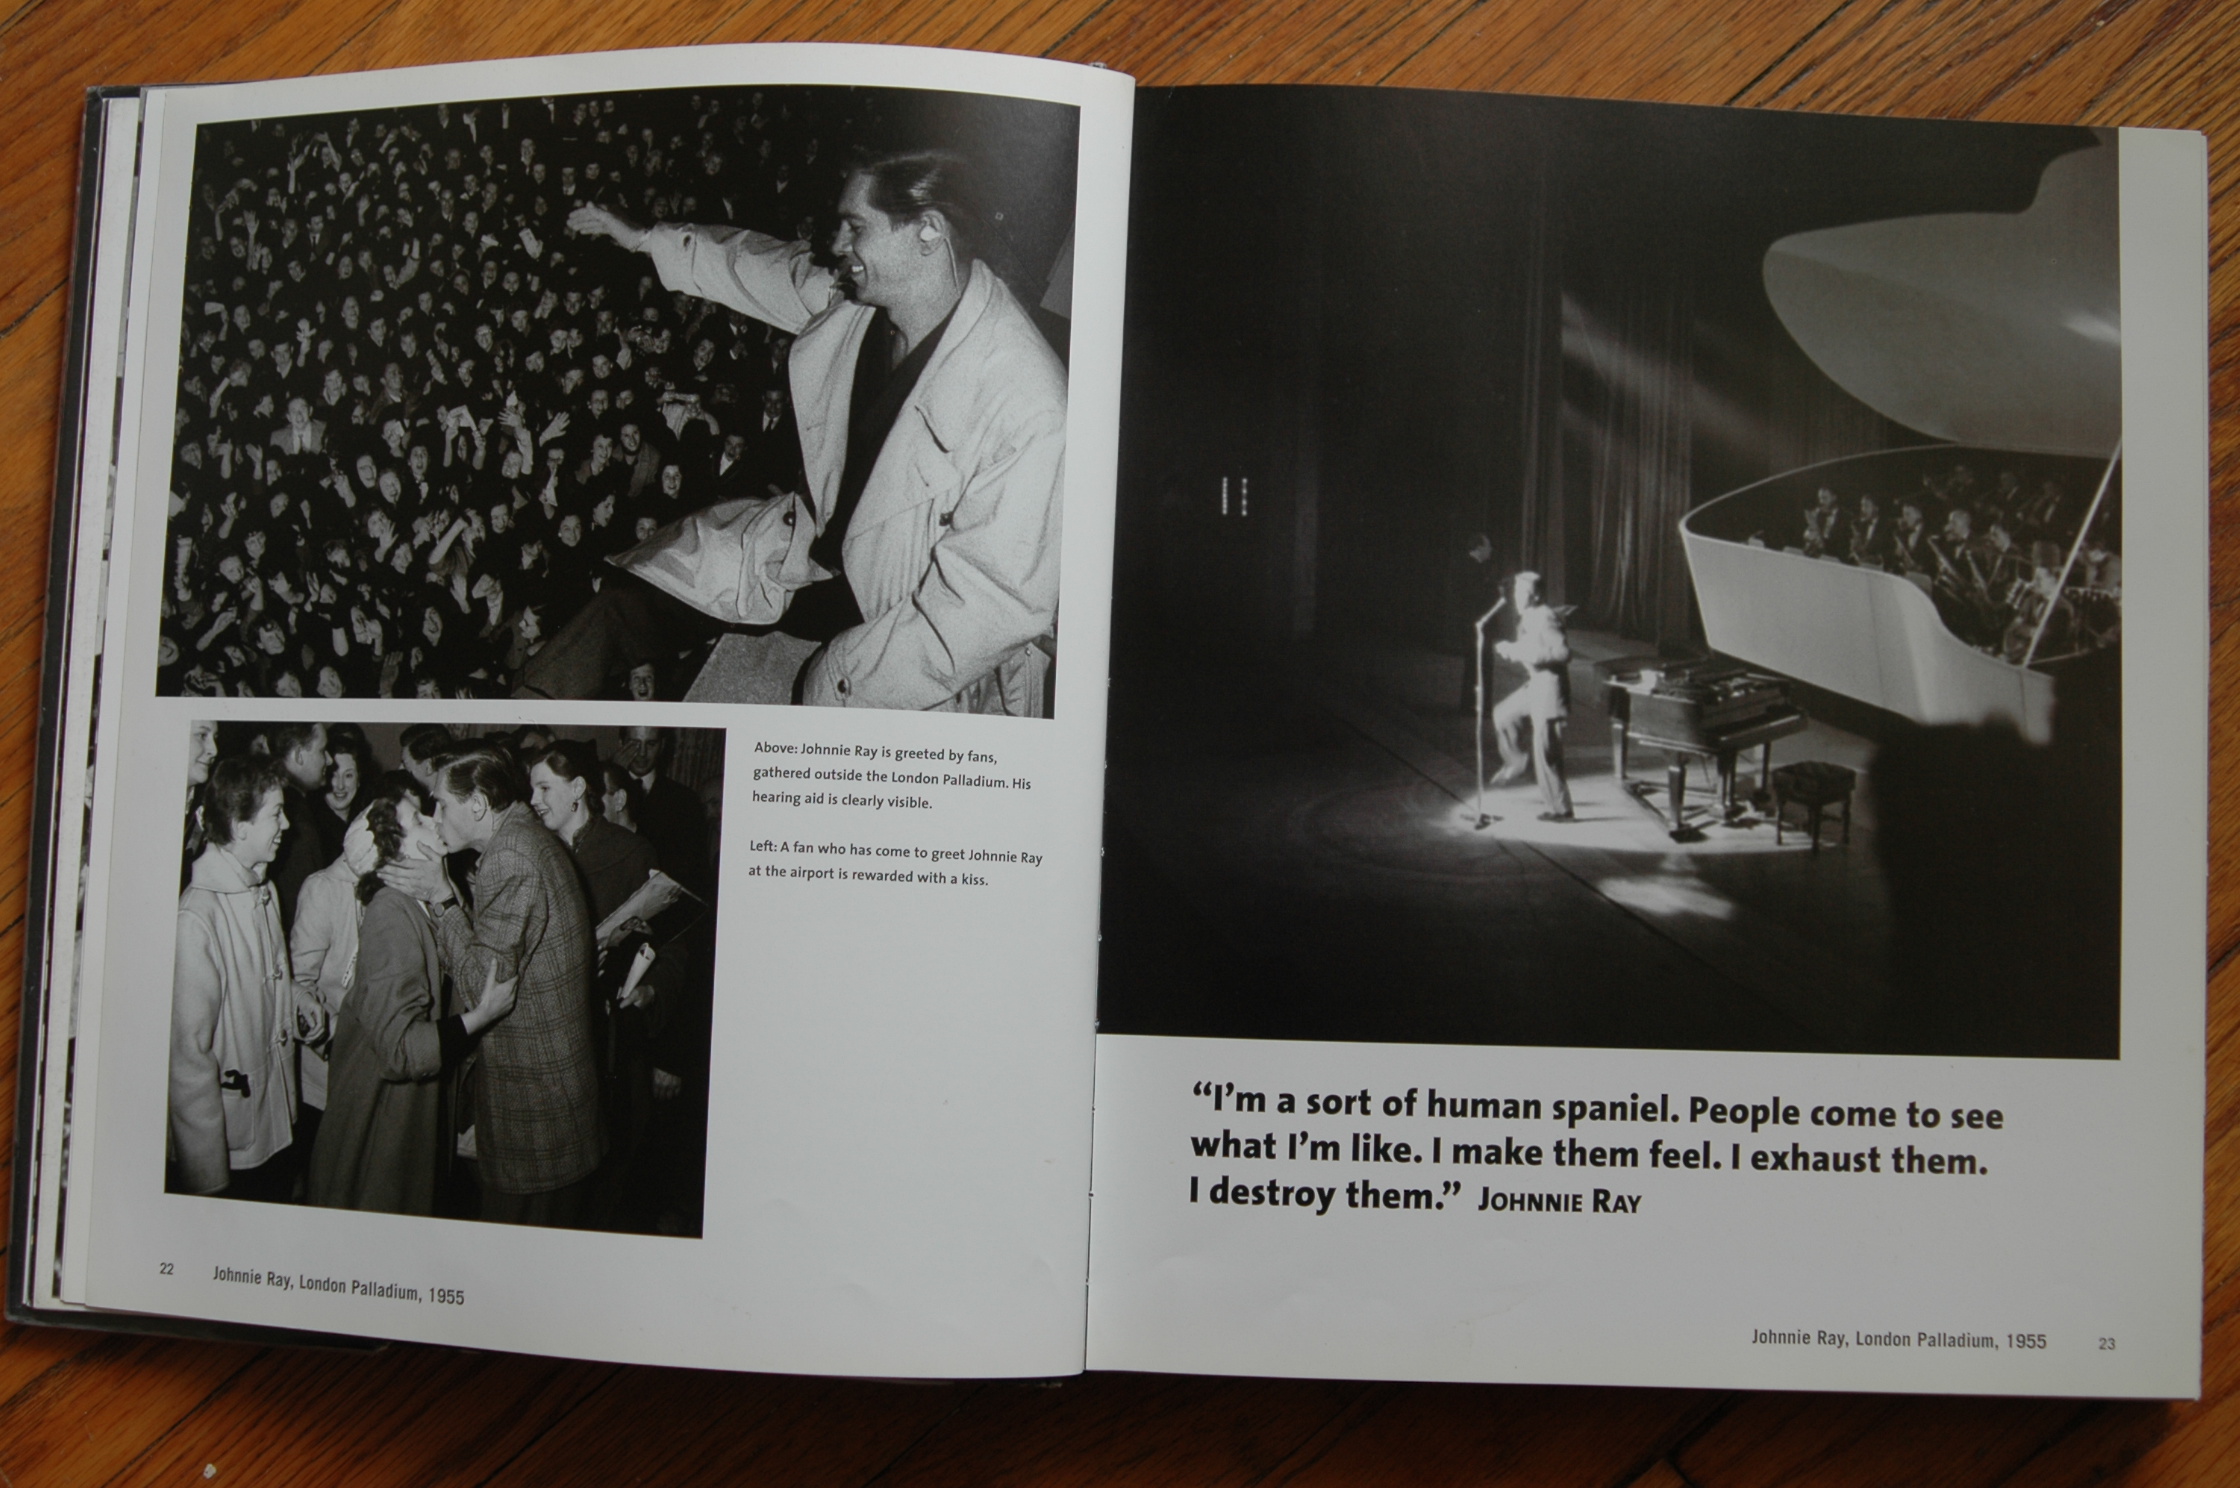 Above: Johnnie Ray is greeted by fans,
gathered outside the London Palladium. His
hearing aid is clearly visible.
Left: A fan who has come to greet Johnnie Ray
at the airport is rewarded with a kiss.
22 Johnnie Ray, London Palladium, 1955
“I’m a sort of human spaniel. People come to see
what I’m like. I make them feel. I exhaust them.
I destroy them.” JOHNNIE RAY
Johnnie Ray, London Palladium, 1955 23